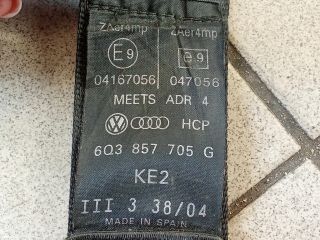 ZAer4mp ZAer4mp
E9 e9
04167056 047056
MEETS ADR 4
HCP
6Q3 857 705 G
KE2
III 3 38/04
MADE IN SPAIN